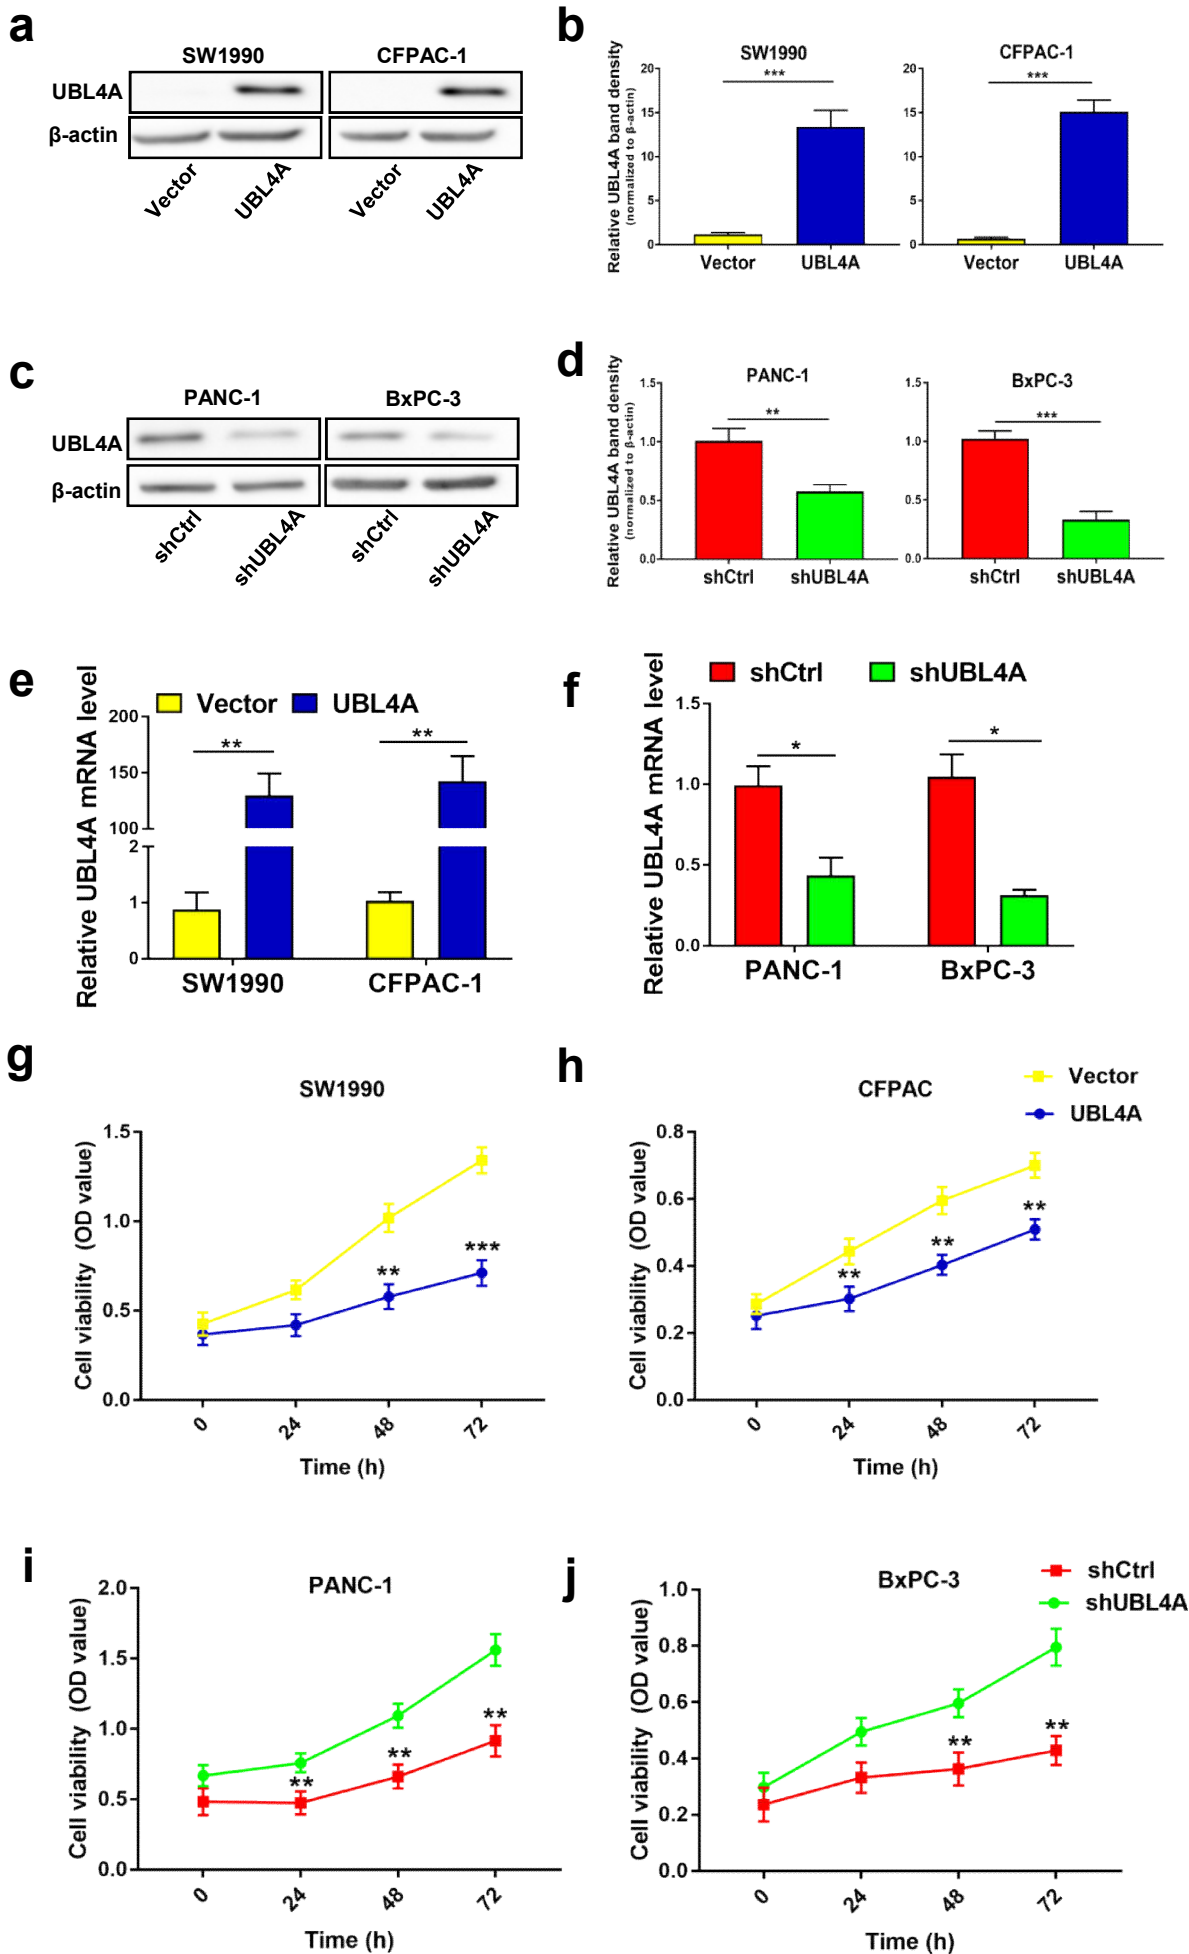 a
SW1990
CFPAC-1
UBL4A
β-actin
Vector
UBL4A
Vector
UBL4A
b
Relative UBL4A band density
(normalized to β-actin)
SW1990
20
15
10
5
0
***
Vector
UBL4A
CFPAC-1
20
15
10
5
0
***
Vector
UBL4A
c
PANC-1
BxPC-3
UBL4A
β-actin
shCtrl
shUBL4A
shCtrl
shUBL4A
d
Relative UBL4A band density
(normalized to β-actin)
PANC-1
1.5
1.0
0.5
0.0
**
shCtrl
shUBL4A
BxPC-3
1.5
1.0
0.5
0.0
***
shCtrl
shUBL4A
e
Relative UBL4A mRNA level
Vector
UBL4A
200
150
100
2
1
0
**
**
SW1990
CFPAC-1
f
Relative UBL4A mRNA level
shCtrl
shUBL4A
1.5
1.0
0.5
0.0
*
*
PANC-1
BxPC-3
g
SW1990
Cell viability (OD value)
1.5
1.0
0.5
0.0
**
***
0
24
48
72
Time (h)
h
CFPAC
Vector
UBL4A
Cell viability (OD value)
0.8
0.6
0.4
0.2
0.0
**
**
**
0
24
48
72
Time (h)
i
PANC-1
Cell viability (OD value)
2.0
1.5
1.0
0.5
0.0
**
**
**
0
24
48
72
Time (h)
j
BxPC-3
shCtrl
shUBL4A
Cell viability (OD value)
1.0
0.8
0.6
0.4
0.2
0.0
**
**
0
24
48
72
Time (h)